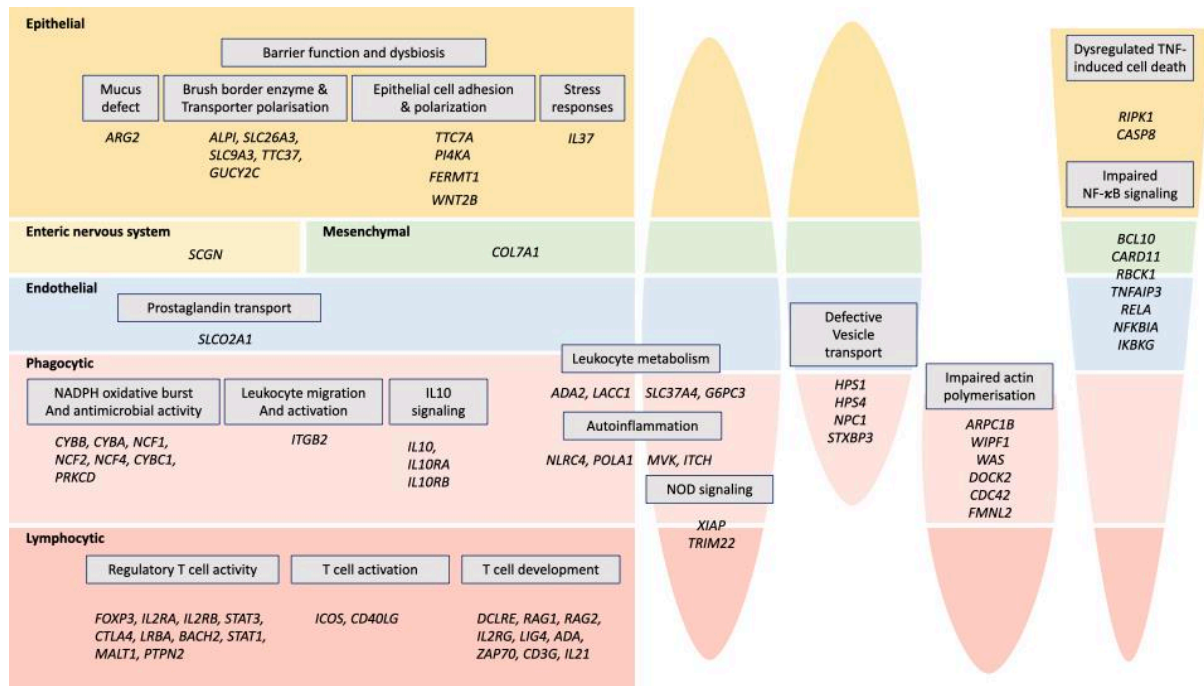 Epithelial
Barrier function and dysbiosis
Mucus
defect
ARG2
Brush border enzyme &
Transporter polarisation
ALPI, SLC26A3,
SLC9A3, TTC37,
GUCY2C
Epithelial cell adhesion
& polarization
TTC7A
PI4KA
FERMT1
WNT2B
Stress
responses
IL37
Enteric nervous system
SCGN
Mesenchymal
COL7A1
Endothelial
Prostaglandin transport
SLCO2A1
Phagocytic
NADPH oxidative burst
And antimicrobial activity
CYBB, CYBA, NCF1,
NCF2, NCF4, CYBC1,
PRKCD
Leukocyte migration
And activation
ITGB2
IL10
signaling
IL10,
IL10RA
IL10RB
Leukocyte metabolism
ADA2, LACC1 SLC37A4, G6PC3
Autoinflammation
NLRC4, POLA1 MVK, ITCH
NOD signaling
XIAP
TRIM22
Defective
Vesicle
transport
HPS1
HPS4
NPC1
STXBP3
Impaired actin
polymerisation
ARPC1B
WIPF1
WAS
DOCK2
CDC42
FMNL2
Dysregulated TNF-
induced cell death
RIPK1
CASP8
Impaired
NF-κB signaling
BCL10
CARD11
RBCK1
TNFAIP3
RELA
NFKBIA
IKBKG
Lymphocytic
Regulatory T cell activity
FOXP3, IL2RA, IL2RB, STAT3,
CTLA4, LRBA, BACH2, STAT1,
MALT1, PTPN2
T cell activation
ICOS, CD40LG
T cell development
DCLRE, RAG1, RAG2,
IL2RG, LIG4, ADA,
ZAP70, CD3G, IL21